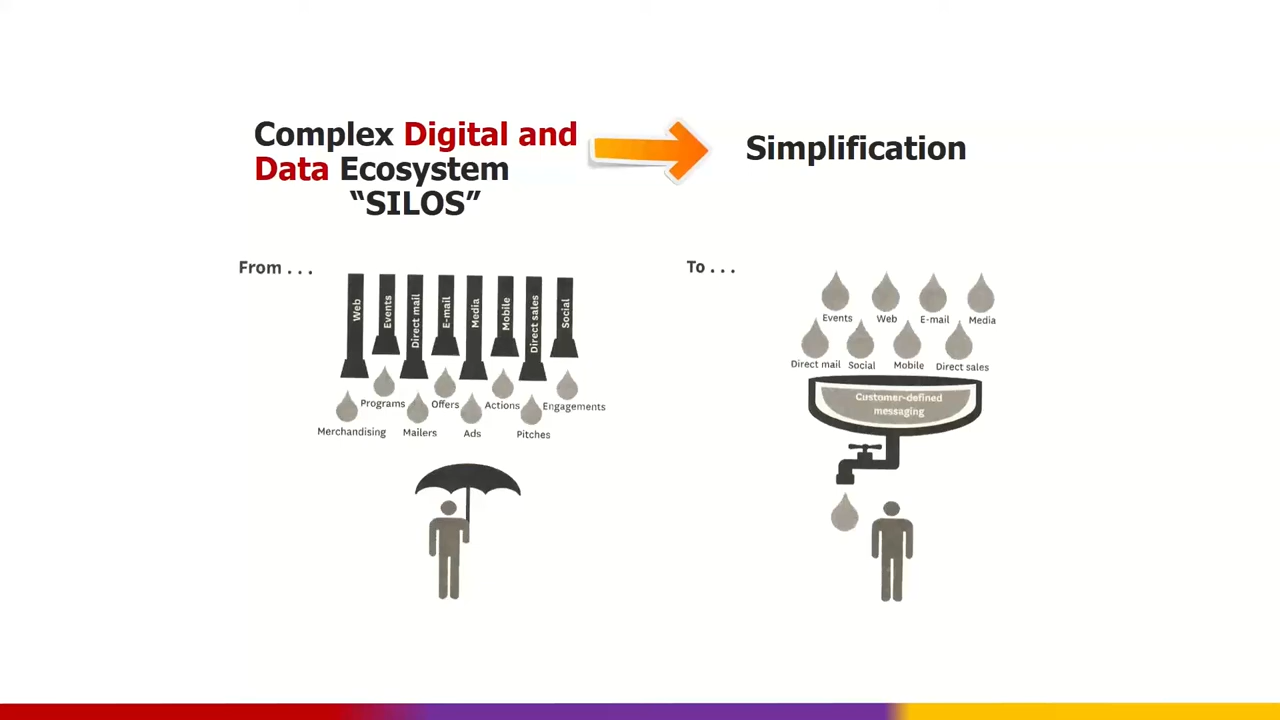 Complex Digital and
Data Ecosystem
“SILOS”
Simplification
From . . .
Web
Events
Direct mail
E-mail
Media
Mobile
Direct sales
Social
Programs
Offers
Actions
Engagements
Merchandising
Mailers
Ads
Pitches
To . . .
Events
Web
E-mail
Media
Direct mail
Social
Mobile
Direct sales
Customer-defined
messaging